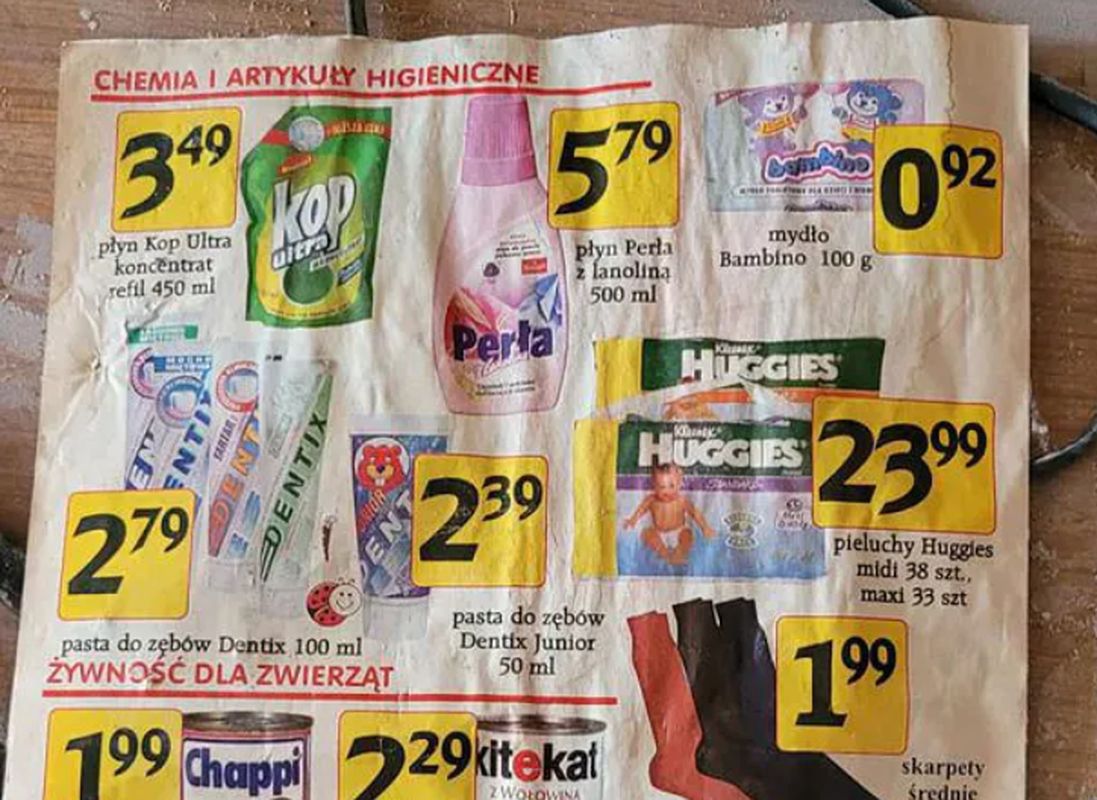 CHEMIA I ARTYKUŁY HIGIENICZNE
3 49
płyn Kop Ultra
koncentrat
refil 450 ml
kop
ultra
5 79
płyn Perła
z lanoliną
500 ml
Perła
bambino
0 92
mydło
Bambino 100 g
DENTIX
2 79
pasta do zębów Dentix 100 ml
2 39
pasta do zębów
Dentix Junior
50 ml
HUGGIES
HUGGIES
23 99
pieluchy Huggies
midi 38 szt.,
maxi 33 szt
1 99
skarpety
średnie
ŻYWNOŚĆ DLA ZWIERZĄT
1 99
Chappi
2 29
kitekat
Z WOŁOWINĄ